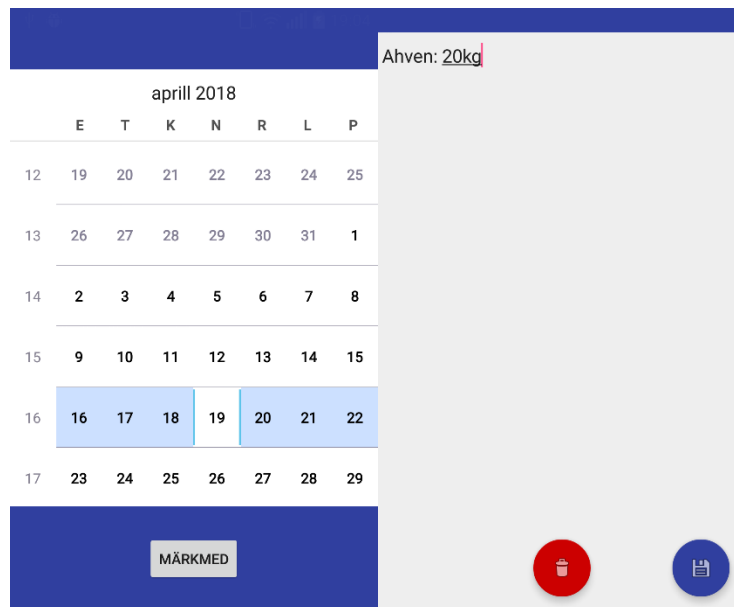 aprill 2018
E T K N R L P
12 19 20 21 22 23 24 25
13 26 27 28 29 30 31 1
14 2 3 4 5 6 7 8
15 9 10 11 12 13 14 15
16 16 17 18 19 20 21 22
17 23 24 25 26 27 28 29
MÄRKMED
Ahven: 20kg